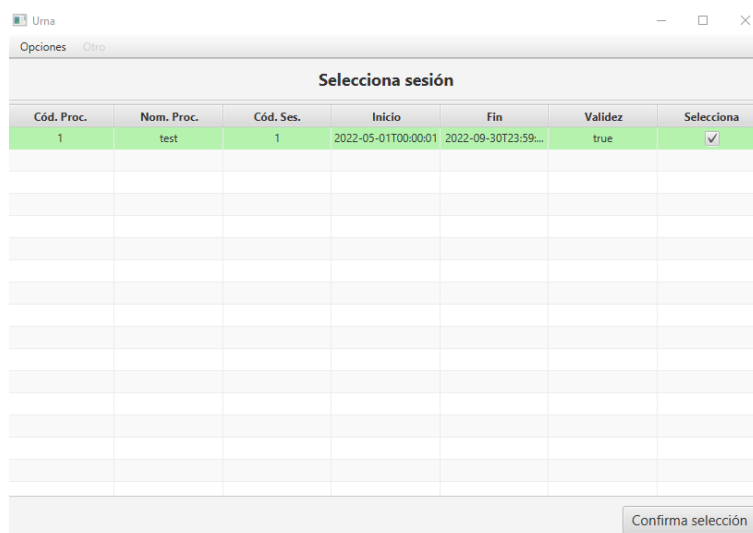 Urna
Opciones Otro
Selecciona sesión
Cód. Proc. Nom. Proc. Cód. Ses. Inicio Fin Validez Selecciona
1 test 1 2022-05-01T00:00:01 2022-09-30T23:59:... true
Confirma selección